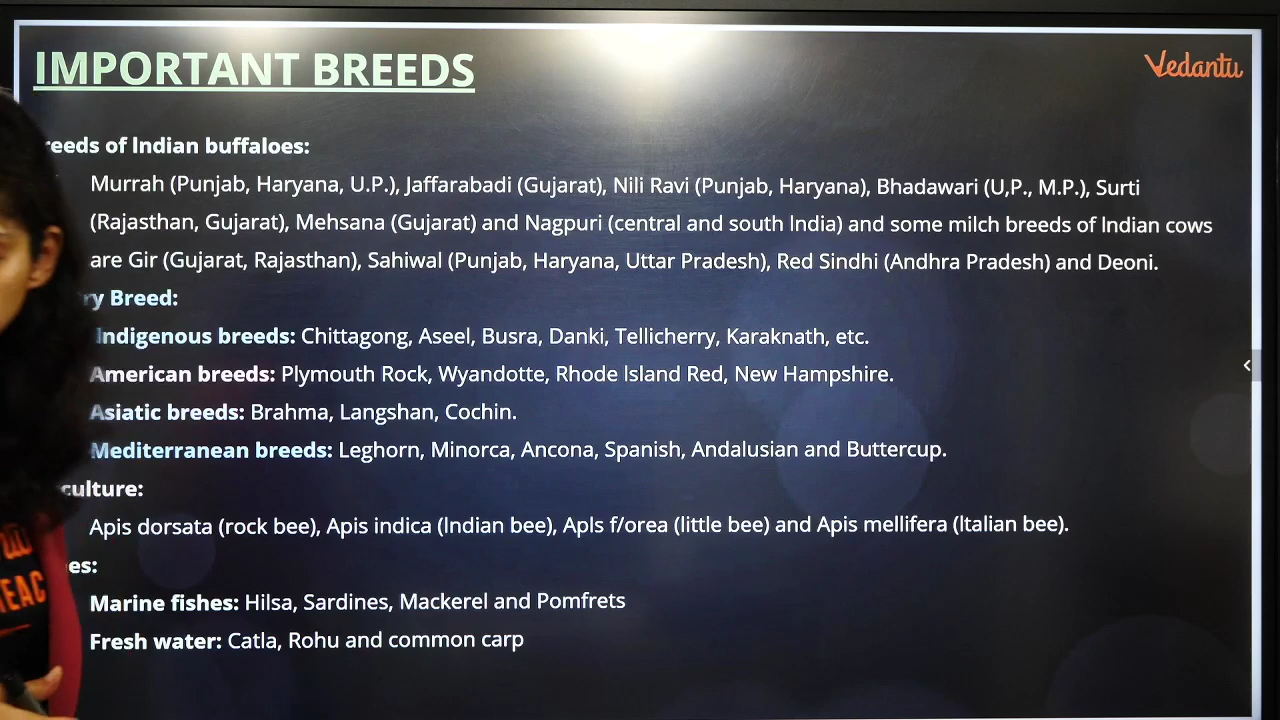 IMPORTANT BREEDS
Vedantu
reeds of Indian buffaloes:
Murrah (Punjab, Haryana, U.P.), Jaffarabadi (Gujarat), Nili Ravi (Punjab, Haryana), Bhadawari (U,P., M.P.), Surti
(Rajasthan, Gujarat), Mehsana (Gujarat) and Nagpuri (central and south India) and some milch breeds of Indian cows
are Gir (Gujarat, Rajasthan), Sahiwal (Punjab, Haryana, Uttar Pradesh), Red Sindhi (Andhra Pradesh) and Deoni.
ry Breed:
Indigenous breeds: Chittagong, Aseel, Busra, Danki, Tellicherry, Karaknath, etc.
American breeds: Plymouth Rock, Wyandotte, Rhode Island Red, New Hampshire.
Asiatic breeds: Brahma, Langshan, Cochin.
Mediterranean breeds: Leghorn, Minorca, Ancona, Spanish, Andalusian and Buttercup.
culture:
Apis dorsata (rock bee), Apis indica (Indian bee), Apls f/orea (little bee) and Apis mellifera (ltalian bee).
es:
Marine fishes: Hilsa, Sardines, Mackerel and Pomfrets
Fresh water: Catla, Rohu and common carp
TEAC